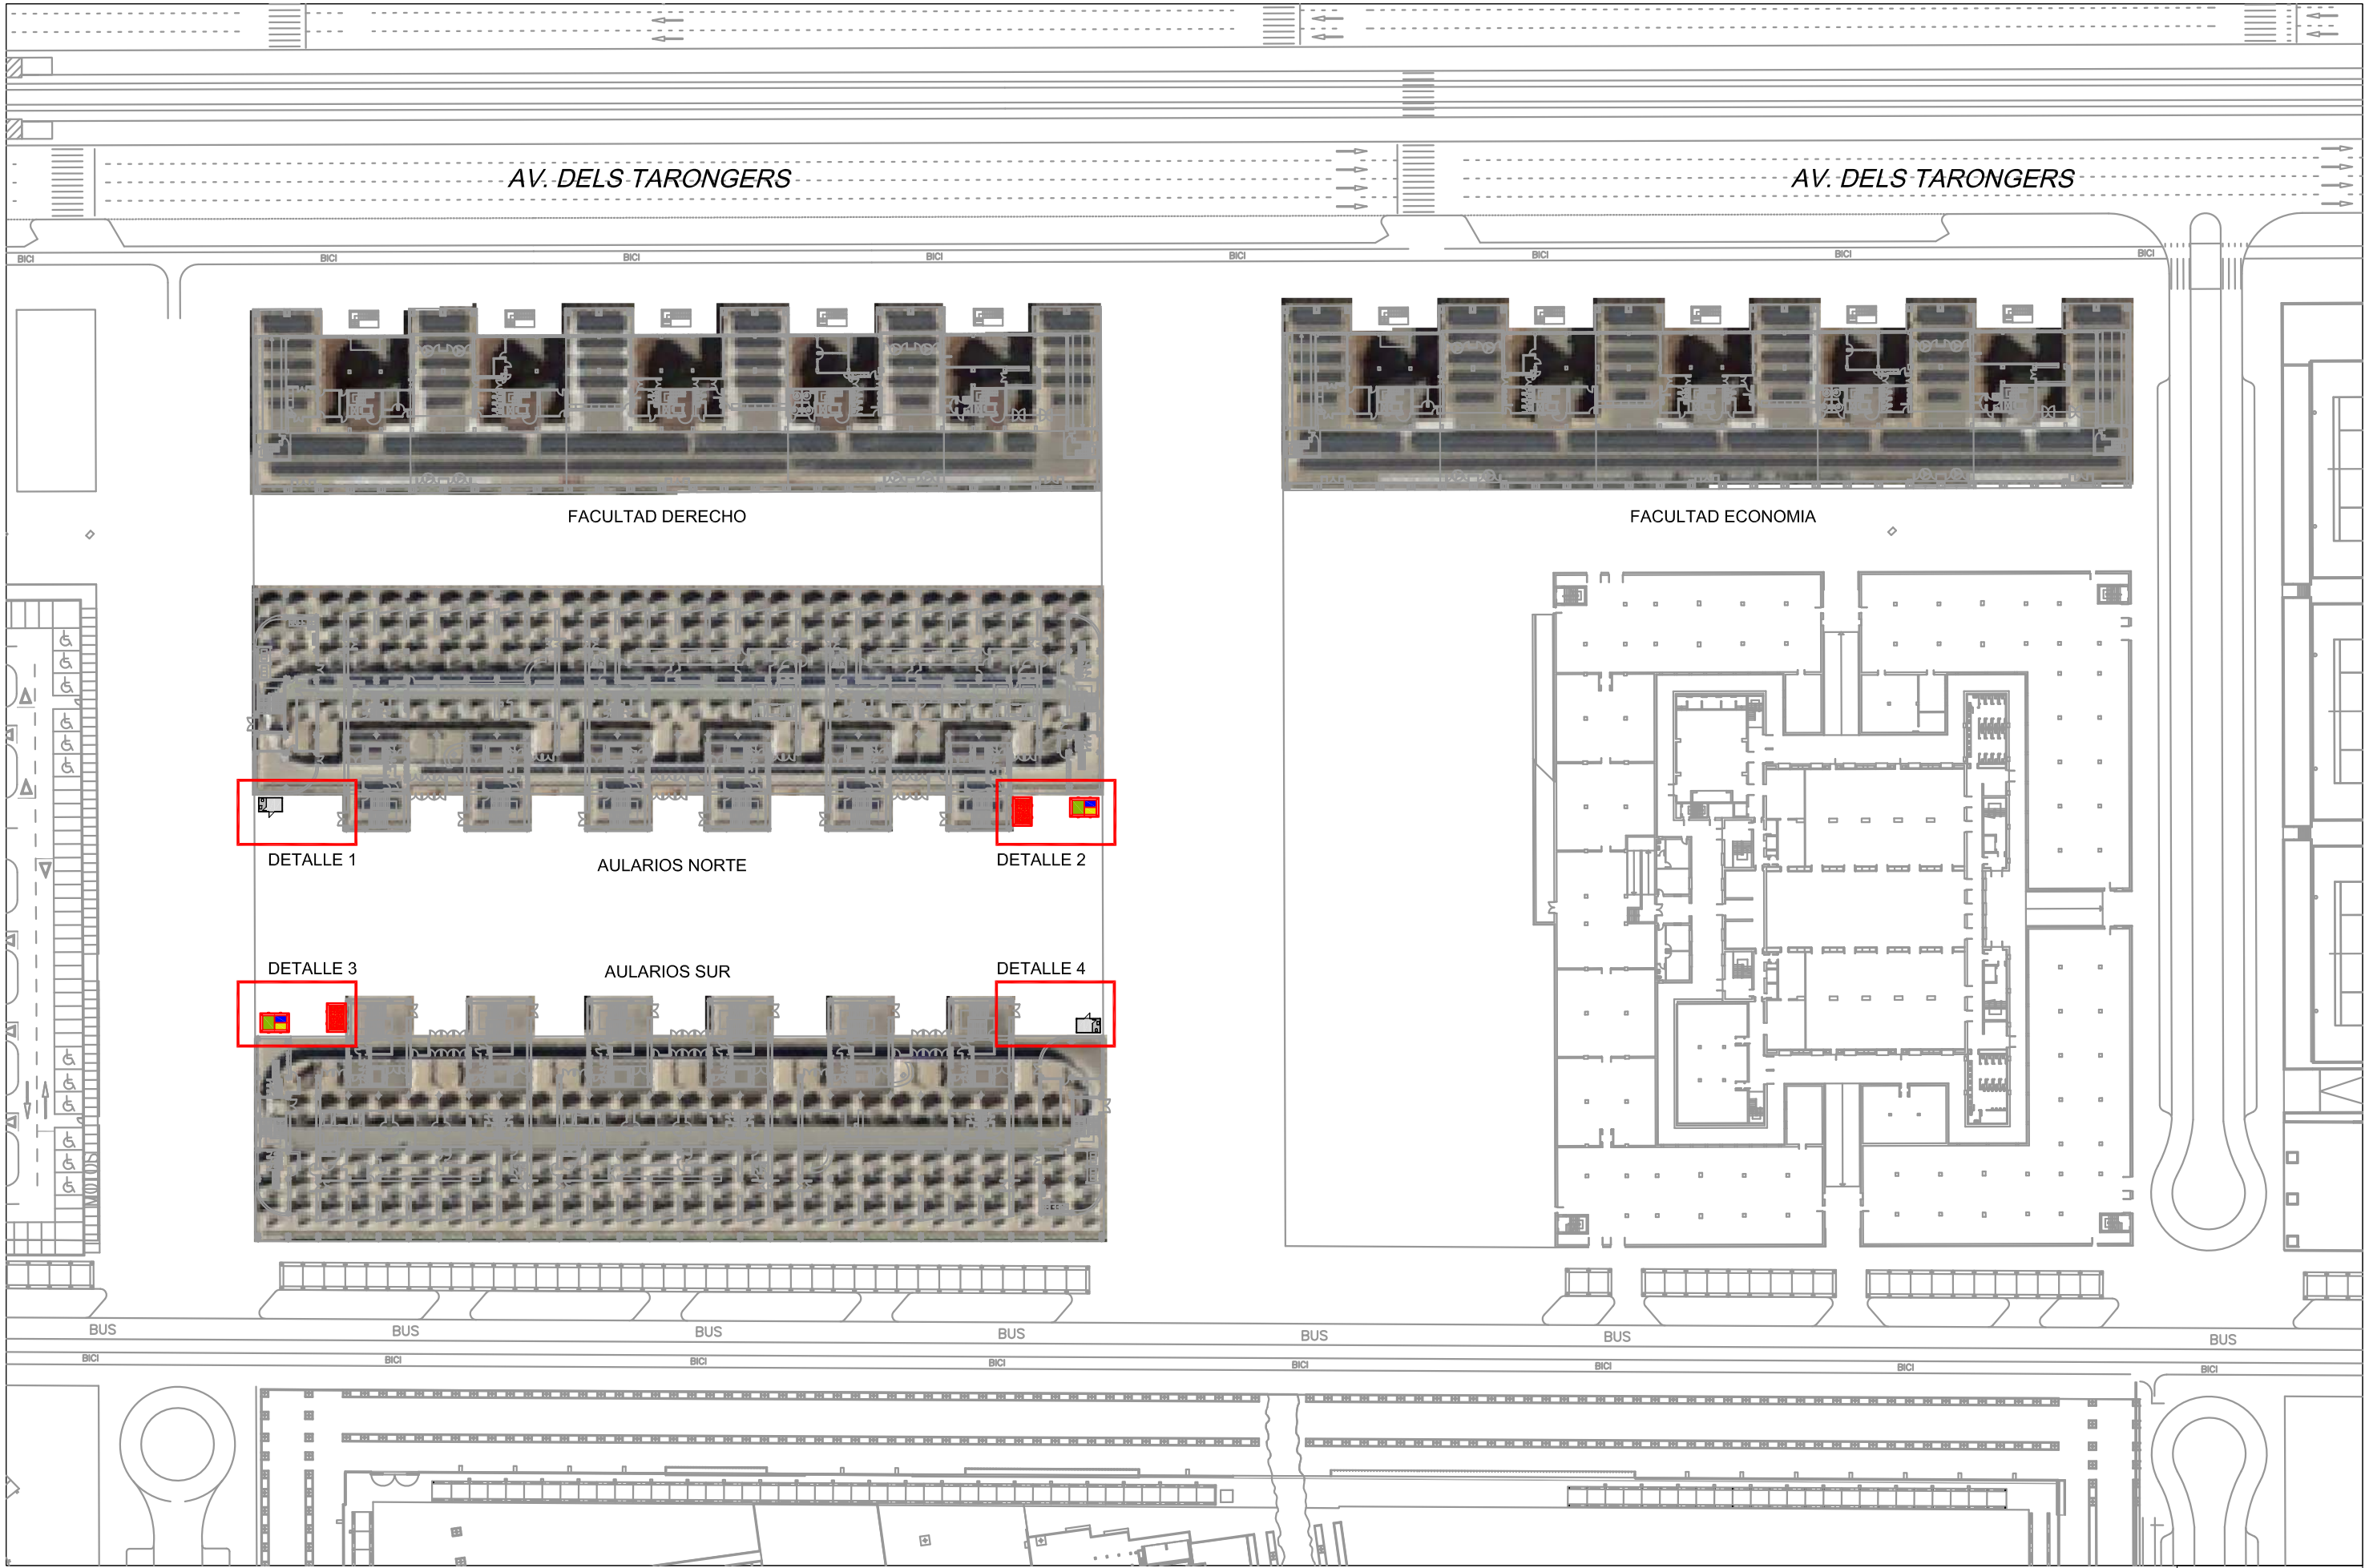 AV. DELS TARONGERS
AV. DELS TARONGERS
BICI
BICI
BICI
BICI
BICI
BICI
BICI
BICI
FACULTAD DERECHO
FACULTAD ECONOMIA
DETALLE 1
AULARIOS NORTE
DETALLE 2
DETALLE 3
AULARIOS SUR
DETALLE 4
MOTOS
BUS
BUS
BUS
BUS
BUS
BUS
BUS
BICI
BICI
BICI
BICI
BICI
BICI
BICI
BICI